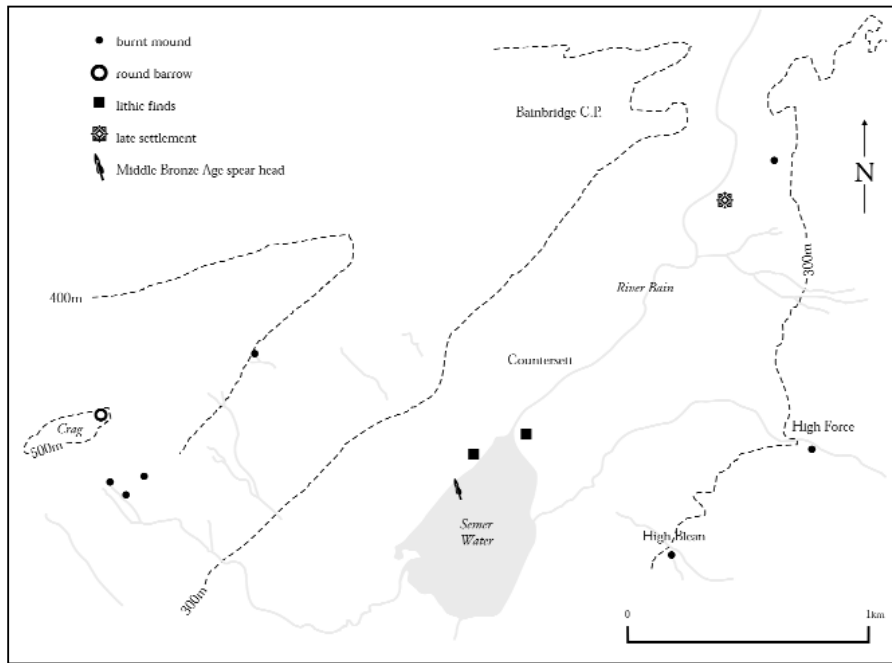 burnt mound
round barrow
lithic finds
late settlement
Middle Bronze Age spear head
Bainbridge C.P.
N
400m
River Bain
300m
Countersett
Crag
500m
High Force
Semer
Water
High Blean
300m
0
1km